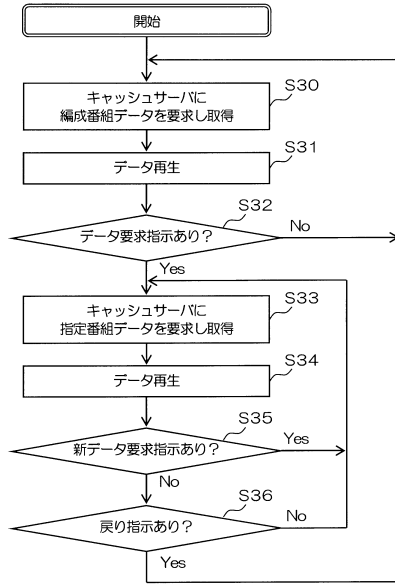 開始
S30
キャッシュサーバに
編成番組データを要求し取得
S31
データ再生
S32
データ要求指示あり？
No
Yes
S33
キャッシュサーバに
指定番組データを要求し取得
S34
データ再生
S35
新データ要求指示あり？
Yes
No
S36
戻り指示あり？
No
Yes